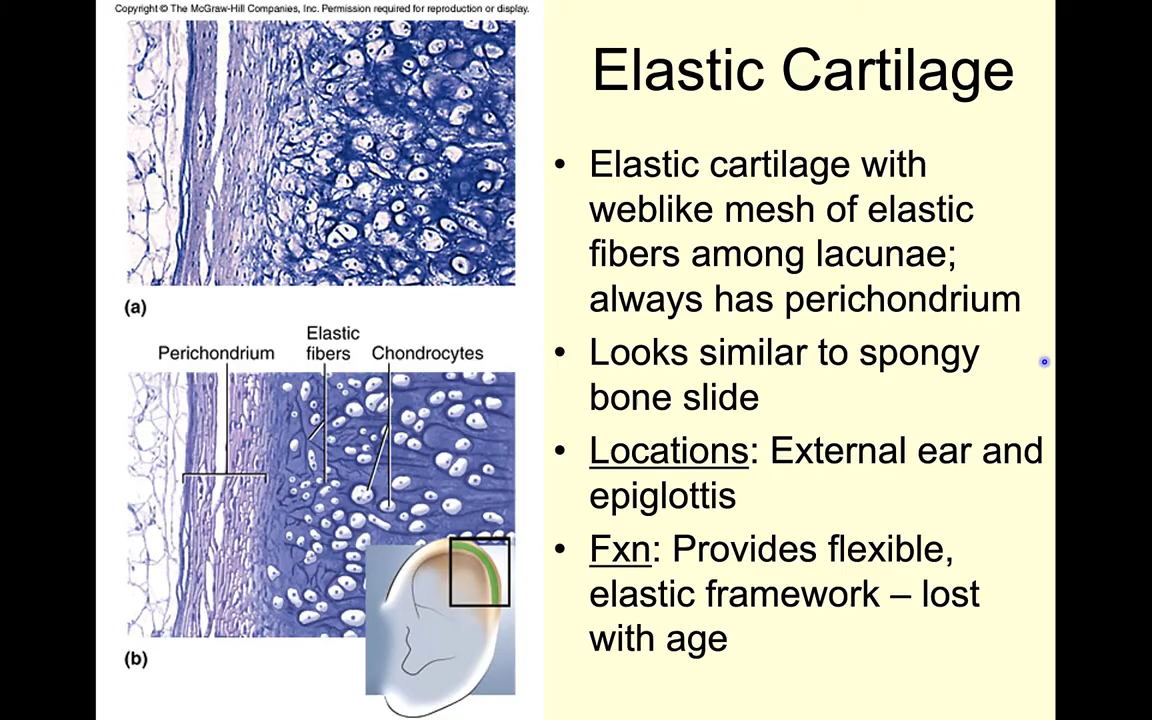 Copyright © The McGraw-Hill Companies, Inc. Permission required for reproduction or display.
(a)
Perichondrium
Elastic
fibers
Chondrocytes
(b)
Elastic Cartilage
• Elastic cartilage with
weblike mesh of elastic
fibers among lacunae;
always has perichondrium
• Looks similar to spongy
bone slide
• Locations: External ear and
epiglottis
• Fxn: Provides flexible,
elastic framework – lost
with age